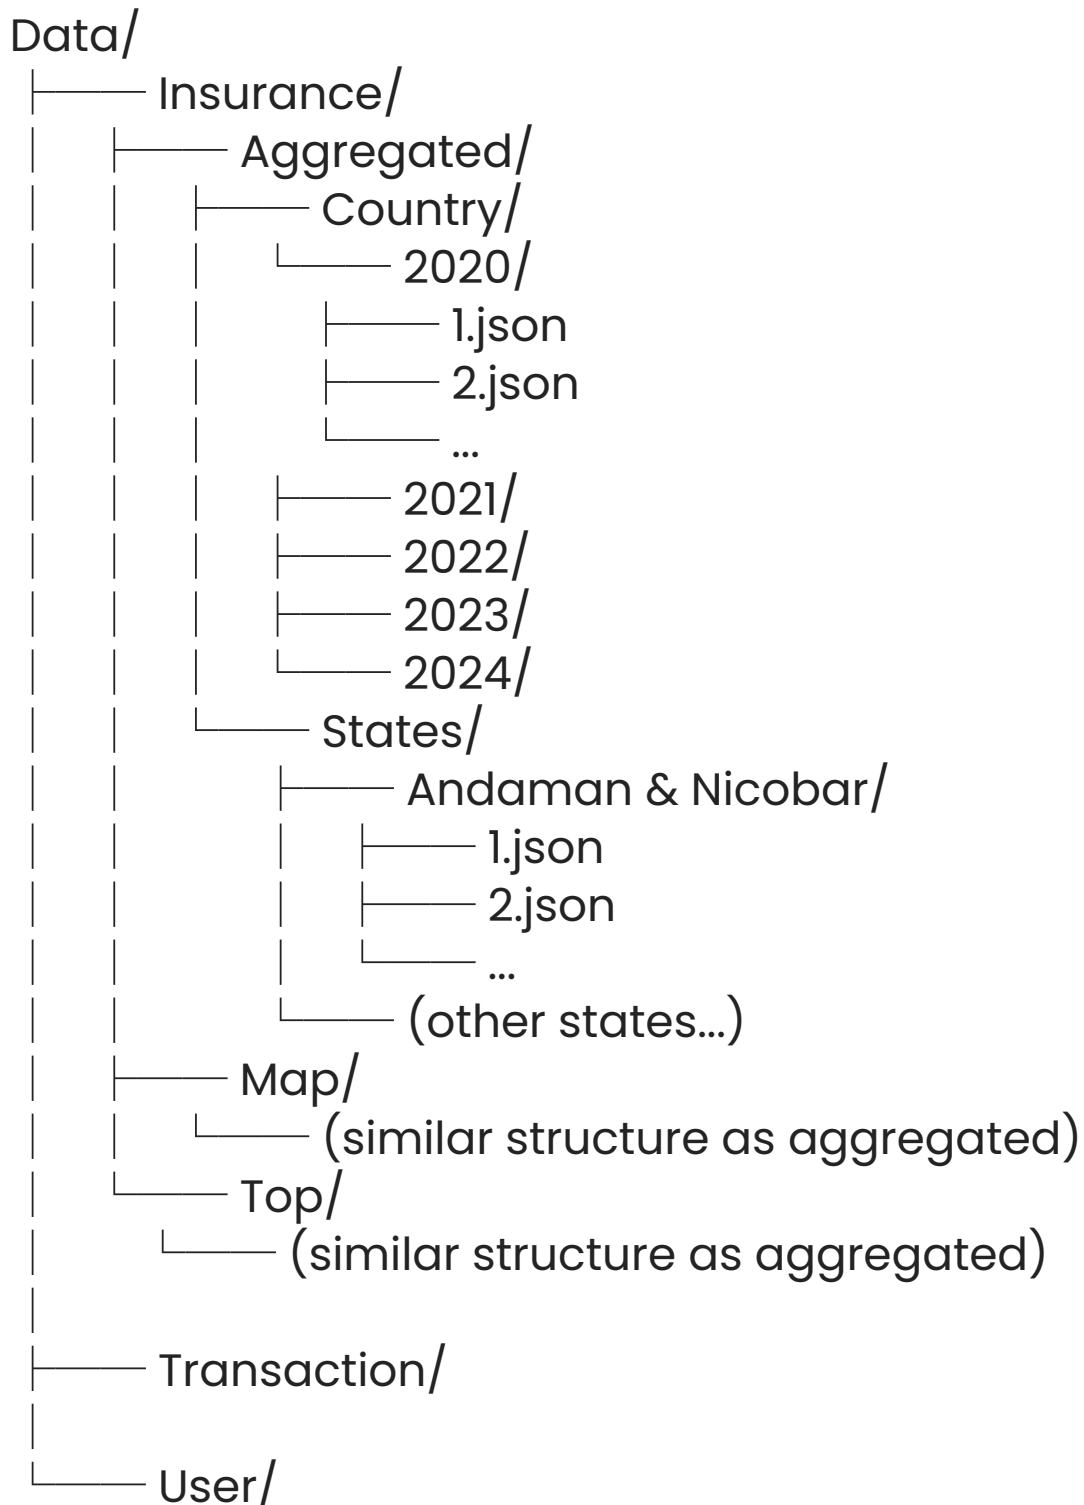 Data/
├── Insurance/
│ ├── Aggregated/
│ │ ├── Country/
│ │ │ └── 2020/
│ │ │ ├── 1.json
│ │ │ ├── 2.json
│ │ │ └── ...
│ │ │ ├── 2021/
│ │ │ ├── 2022/
│ │ │ ├── 2023/
│ │ │ └── 2024/
│ │ └── States/
│ │ ├── Andaman & Nicobar/
│ │ │ ├── 1.json
│ │ │ ├── 2.json
│ │ │ └── ...
│ │ └── (other states...)
│ ├── Map/
│ │ └── (similar structure as aggregated)
│ └── Top/
│ └── (similar structure as aggregated)
│
├── Transaction/
│
└── User/